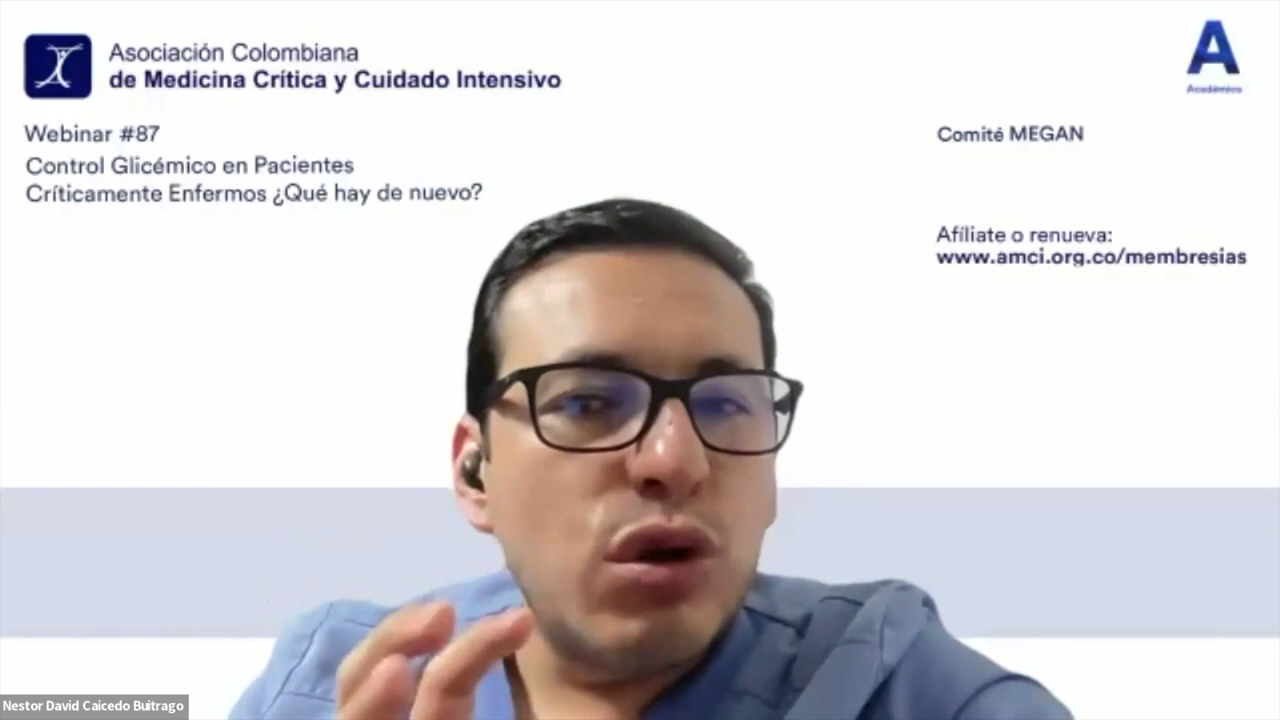 Asociación Colombiana
de Medicina Crítica y Cuidado Intensivo
A
Académico
Webinar #87
Control Glicémico en Pacientes
Críticamente Enfermos ¿Qué hay de nuevo?
Comité MEGAN
Afíliate o renueva:
www.amci.org.co/membresias
Nestor David Caicedo Buitrago